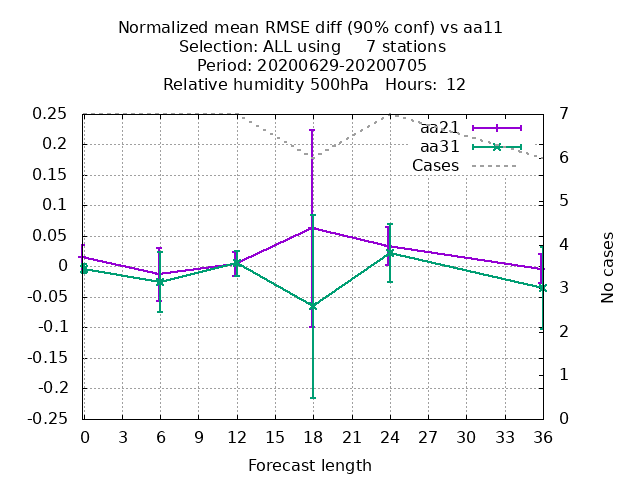 Normalized mean RMSE diff (90% conf) vs aa11
Selection: ALL using     7 stations
Period: 20200629-20200705
Relative humidity 500hPa   Hours:  12
0.25
0.2
0.15
0.1
0.05
0
-0.05
-0.1
-0.15
-0.2
-0.25
aa21
aa31
Cases
7
6
5
4
3
2
1
0
No cases
0 3 6 9 12 15 18 21 24 27 30 33 36
Forecast length